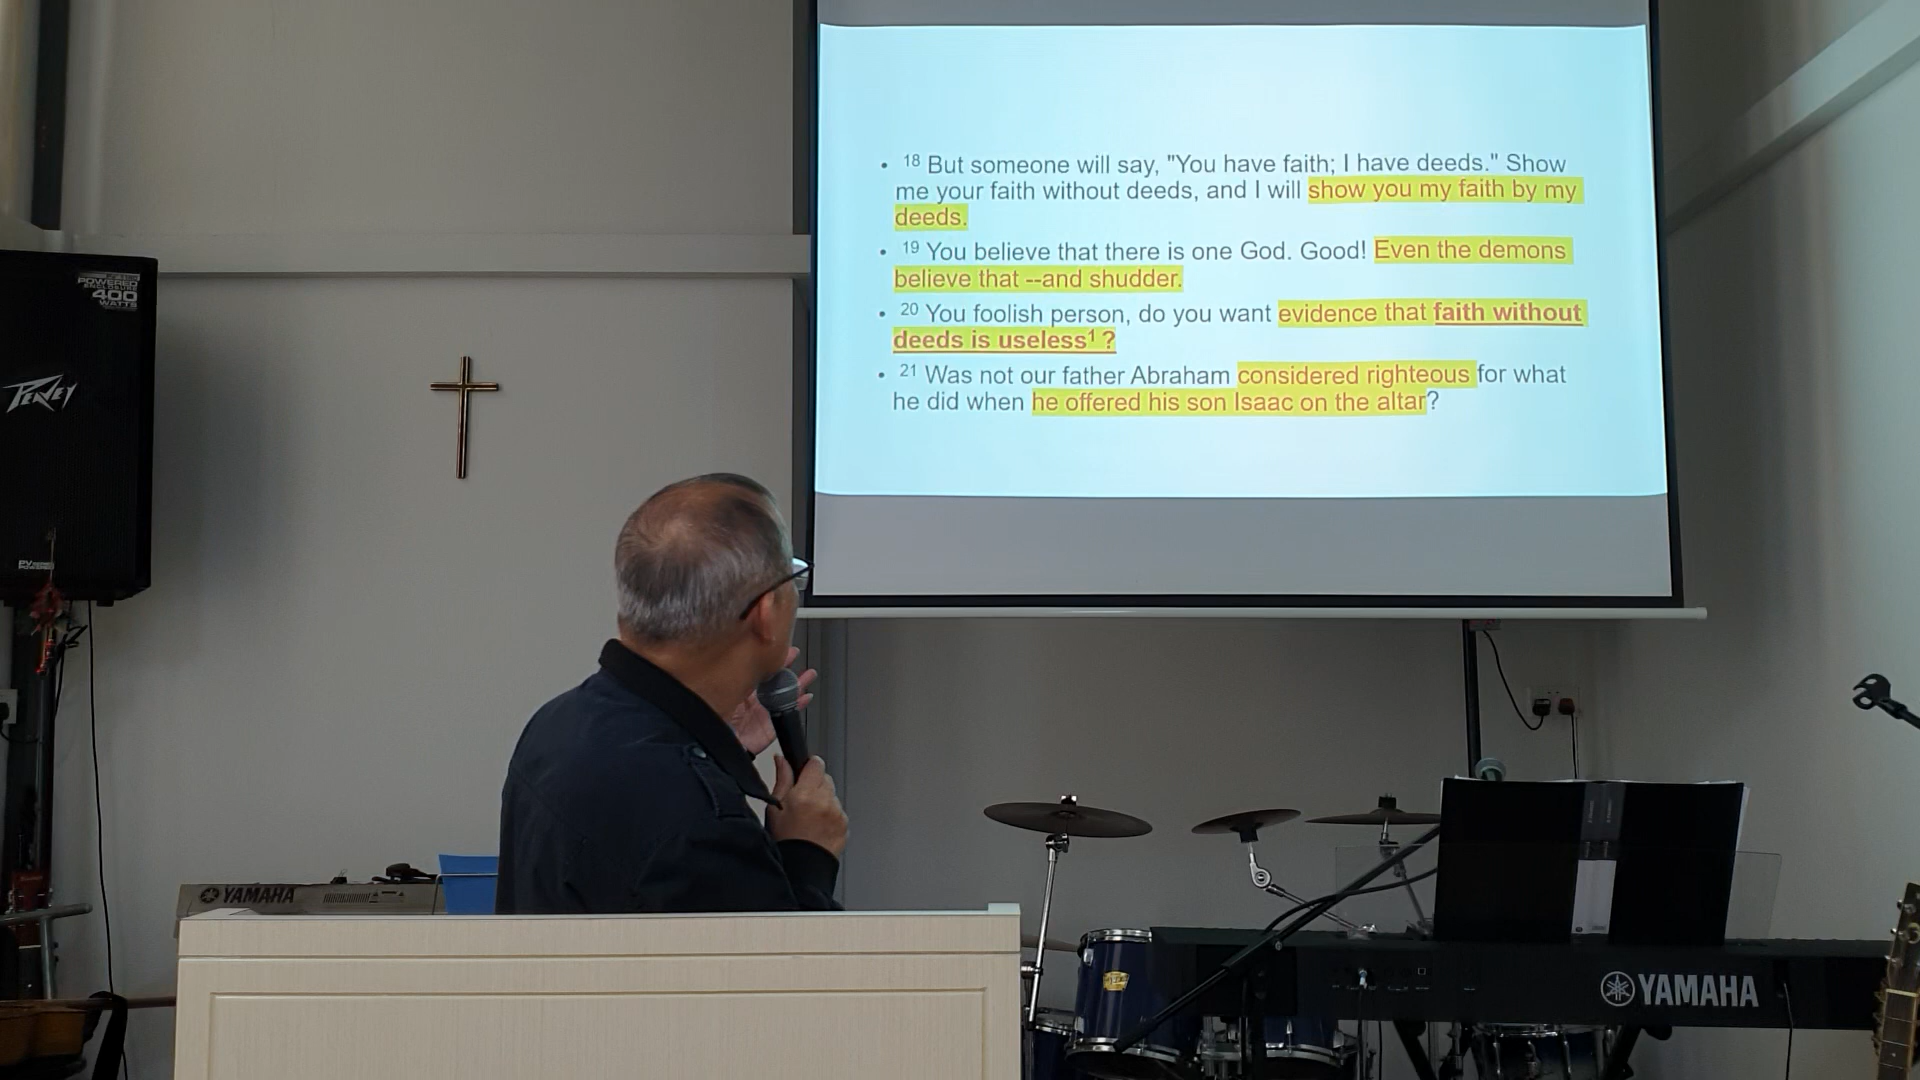 • 18 But someone will say, "You have faith; I have deeds." Show
me your faith without deeds, and I will show you my faith by my
deeds.
• 19 You believe that there is one God. Good! Even the demons
believe that --and shudder.
• 20 You foolish person, do you want evidence that faith without
deeds is useless¹ ?
• 21 Was not our father Abraham considered righteous for what
he did when he offered his son Isaac on the altar?
POWERED
ENCLOSURE
400
WATTS
PEAVEY
YAMAHA
YAMAHA